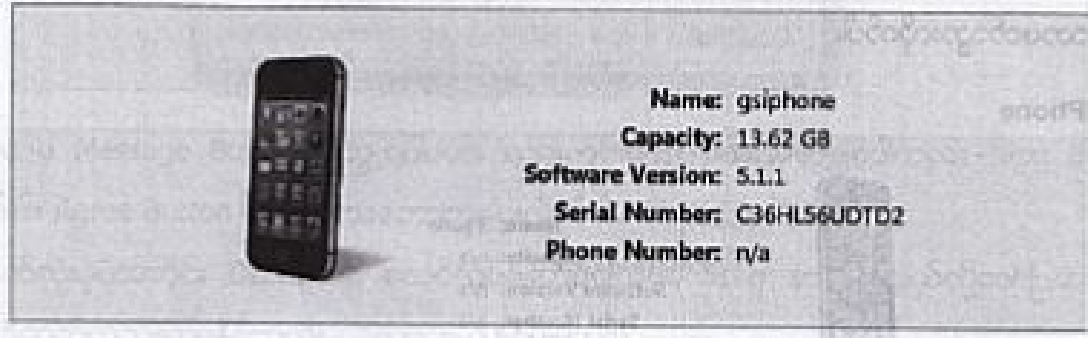 Name: gsiphone
Capacity: 13.62 GB
Software Version: 5.1.1
Serial Number: C36HL56UDTD2
Phone Number: n/a